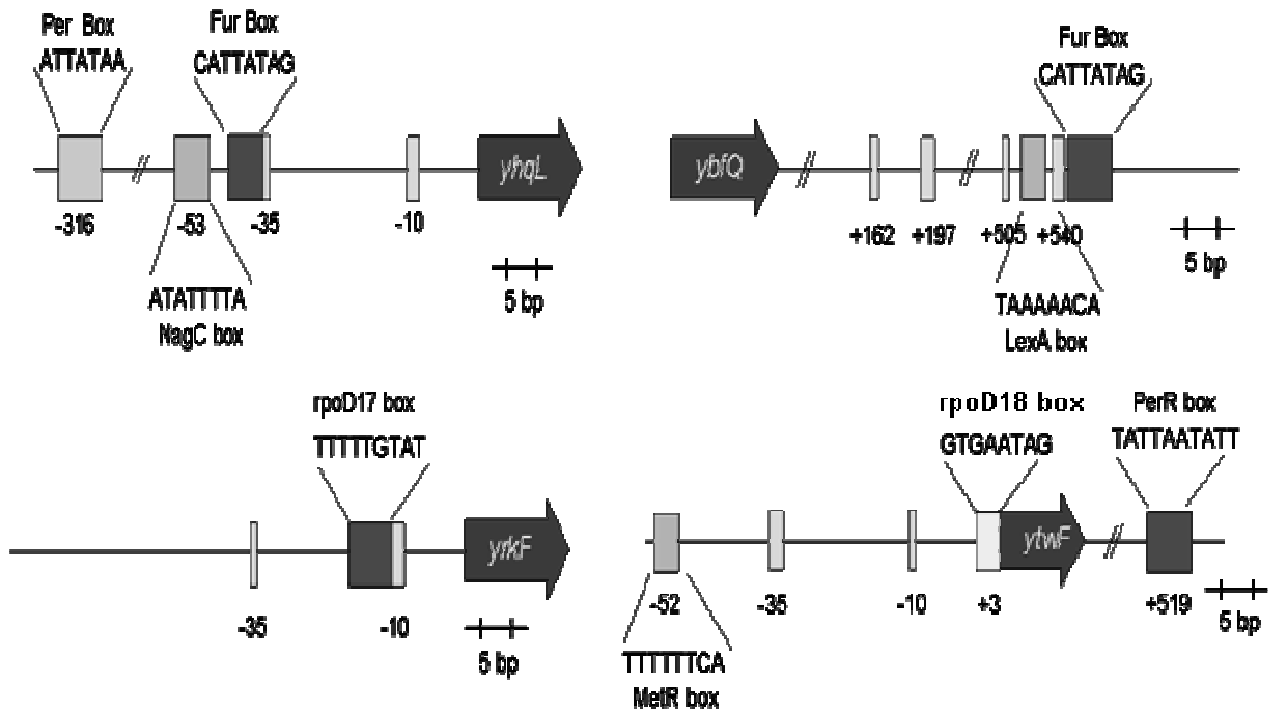 Per Box
ATTATAA
Fur Box
CATTATAG
yhqL
-316
-53
-35
-10
ATATTTTA
NagC box
5 bp
Fur Box
CATTATAG
ybfQ
+162
+197
+505
+540
TAAAAACA
LexA box
5 bp
rpoD17 box
TTTTTGTAT
yrkF
-35
-10
5 bp
rpoD18 box
GTGAATAG
PerR box
TATTAATATT
ytwF
-52
-35
-10
+3
+519
TTTTTTCA
MetR box
5 bp